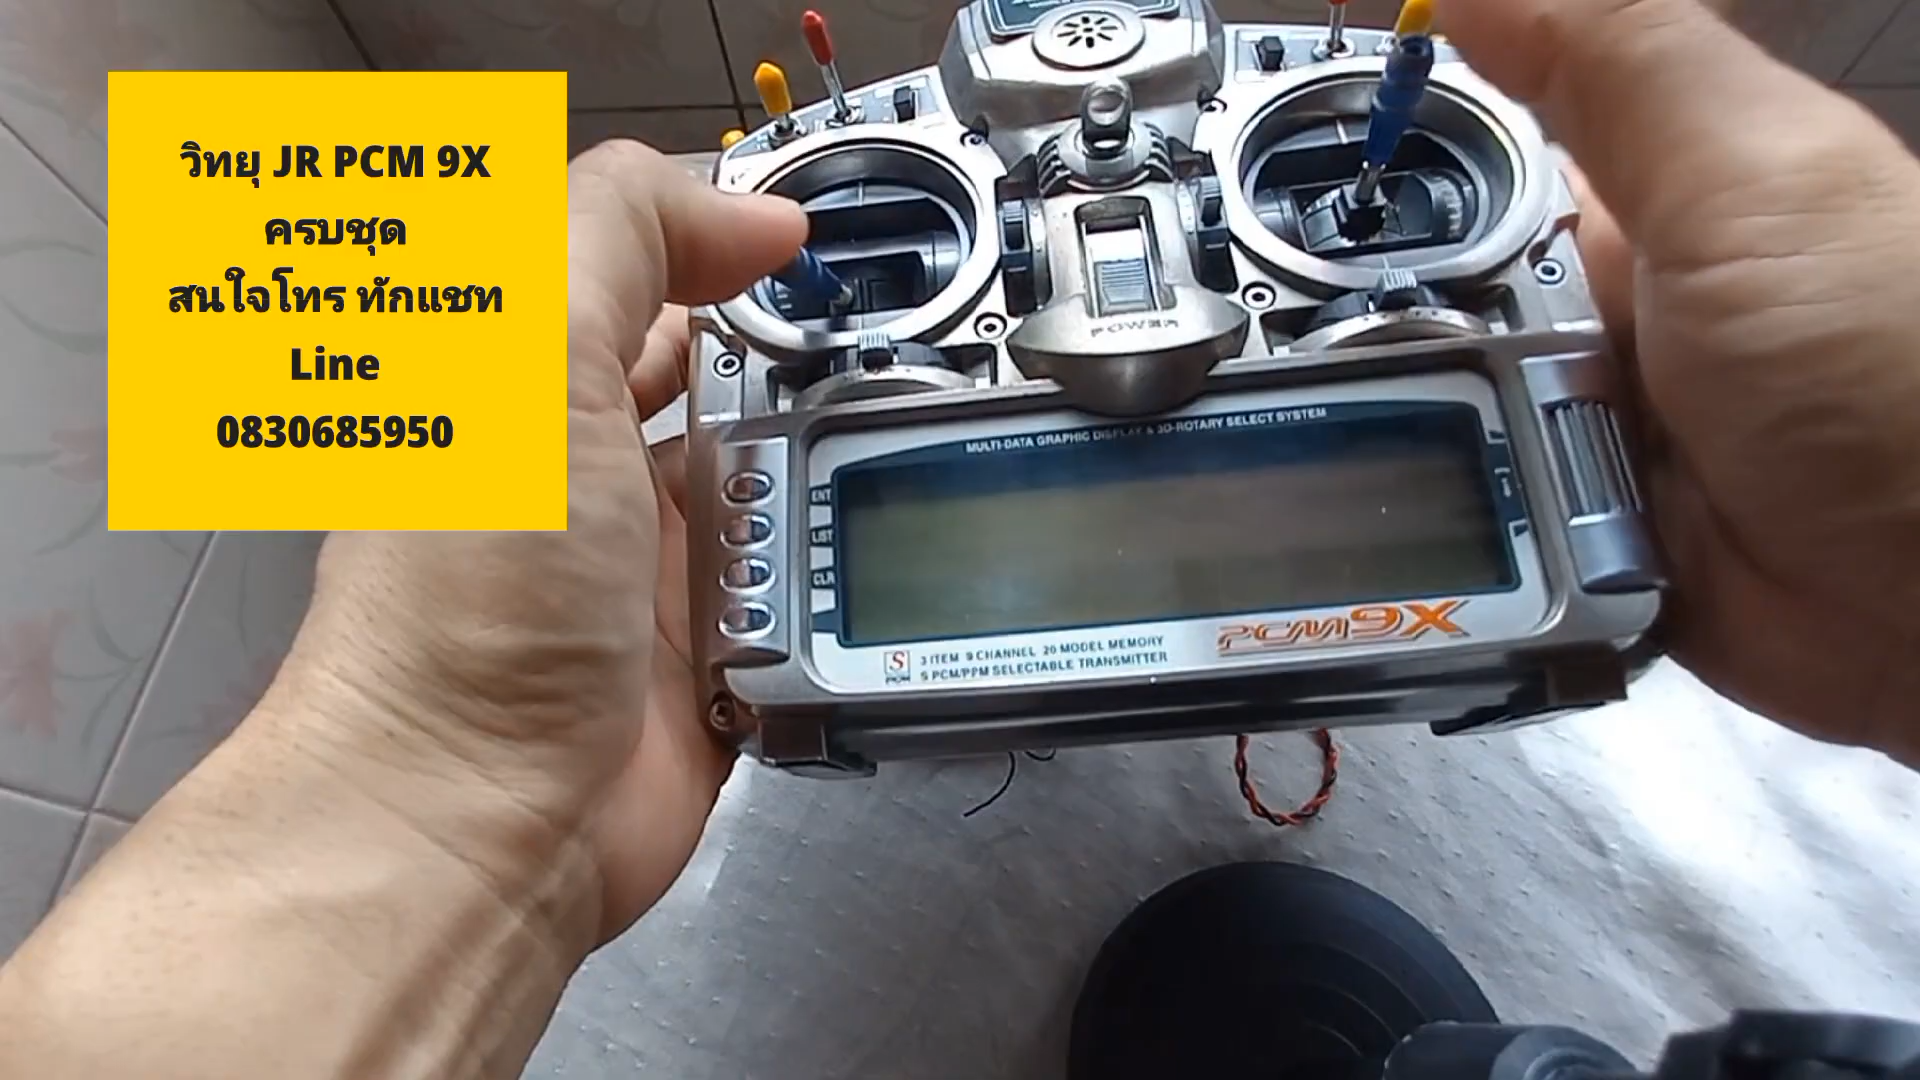 วิทยุ JR PCM 9X
ครบชุด
สนใจโทร ทักแชท
Line
0830685950
POWER
MULTI-DATA GRAPHIC DISPLAY & 3D-ROTARY SELECT SYSTEM
ENT
LIST
CLR
PCM9X
S
PCM
3 ITEM 9 CHANNEL 20 MODEL MEMORY
S PCM/PPM SELECTABLE TRANSMITTER